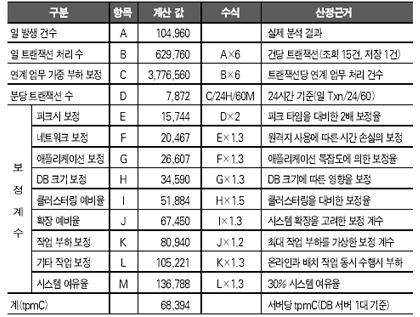 구분 항목 계산 값 수식 산정근거
일 발생 건수 A 104,960 실제 분석 결과
일 트랜잭션 처리 수 B 629,760 A×6 건당 트랜잭션(조회 15건, 저장 1건)
연계 업무 가중 부하 보정 C 3,776,560 B×6 트랜잭션당 연계 업무 처리 건수
분당 트랜잭션 수 D 7,872 C/24H/60M 24시간 기준(일 Txn/24/60)
보정계수
피크시 보정 E 15,744 D×2 피크 타임을 대비한 2배 보정율
네트워크 보정 F 20,467 E×1.3 원격지 사용에 따른 시간 손실의 보정
애플리케이션 보정 G 26,607 F×1.3 애플리케이션 복잡도에 의한 보정율
DB 크기 보정 H 34,590 G×1.3 DB 크기에 따른 영향을 보정
클러스터링 예비율 I 51,884 H×1.5 클러스터링을 대비한 보정율
확장 예비율 J 67,450 I×1.3 시스템 확장을 고려한 보정 계수
작업 부하 보정 K 80,940 J×1.2 최대 작업 부하를 가상한 보정 계수
기타 작업 보정 L 105,221 K×1.3 온라인과 배치 작업 동시 수행시 부하
시스템 여유율 M 136,788 L×1.3 30% 시스템 여유율
계(tpmC) 68,394 서버당 tpmC(DB 서버 1대 기준)